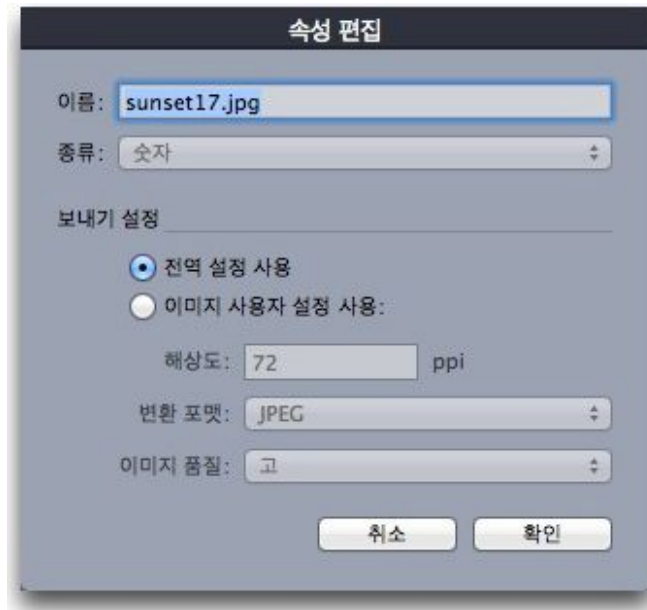 속성 편집
이름: sunset17.jpg
종류: 숫자
보내기 설정
전역 설정 사용
이미지 사용자 설정 사용:
해상도: 72 ppi
변환 포맷: JPEG
이미지 품질: 고
취소 확인